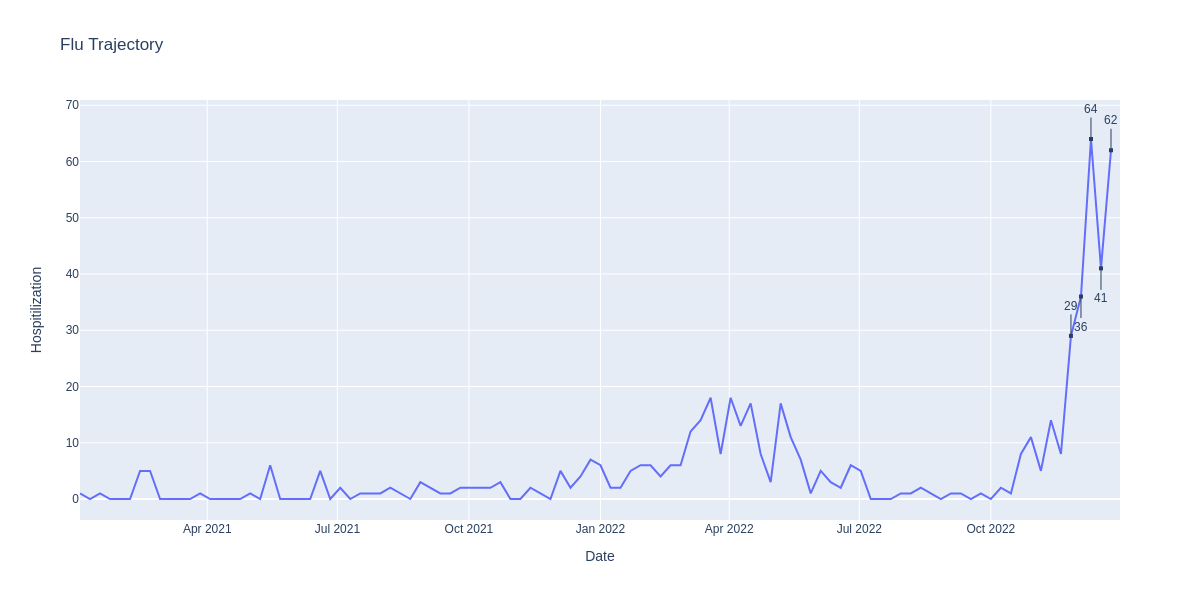 Flu Trajectory
70
60
50
40
30
20
10
0
Hospitilization
64
62
29
36
41
Apr 2021
Jul 2021
Oct 2021
Jan 2022
Apr 2022
Jul 2022
Oct 2022
Date